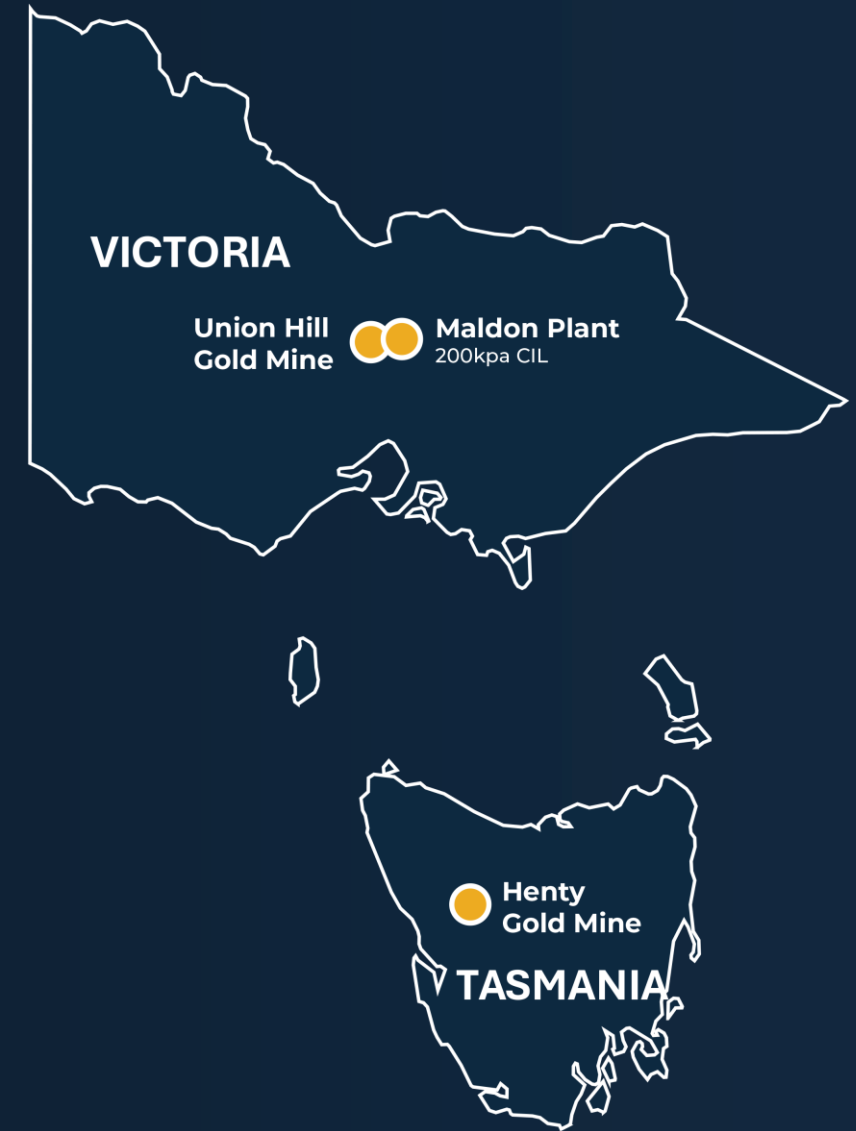 VICTORIA
Union Hill
Gold Mine
Maldon Plant
200kpa CIL
Henty
Gold Mine
TASMANIA